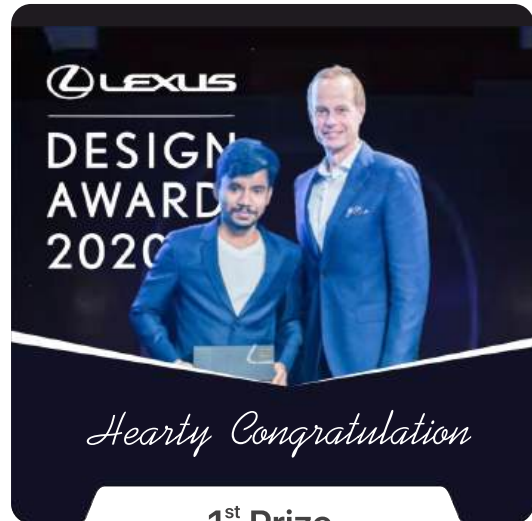 LEXUS
DESIGN
AWARD
2020
Hearty Congratulation
1st Prize